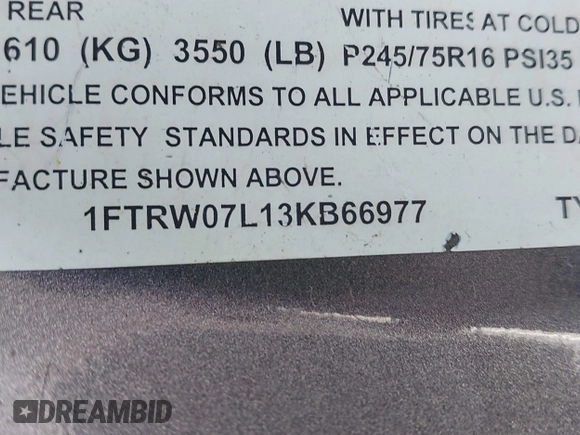 REAR WITH TIRES AT COLD
610 (KG) 3550 (LB) P245/75R16 PSI35
EHICLE CONFORMS TO ALL APPLICABLE U.S.
LE SAFETY STANDARDS IN EFFECT ON THE DA
FACTURE SHOWN ABOVE.
1FTRW07L13KB66977 TY
DREAMBID